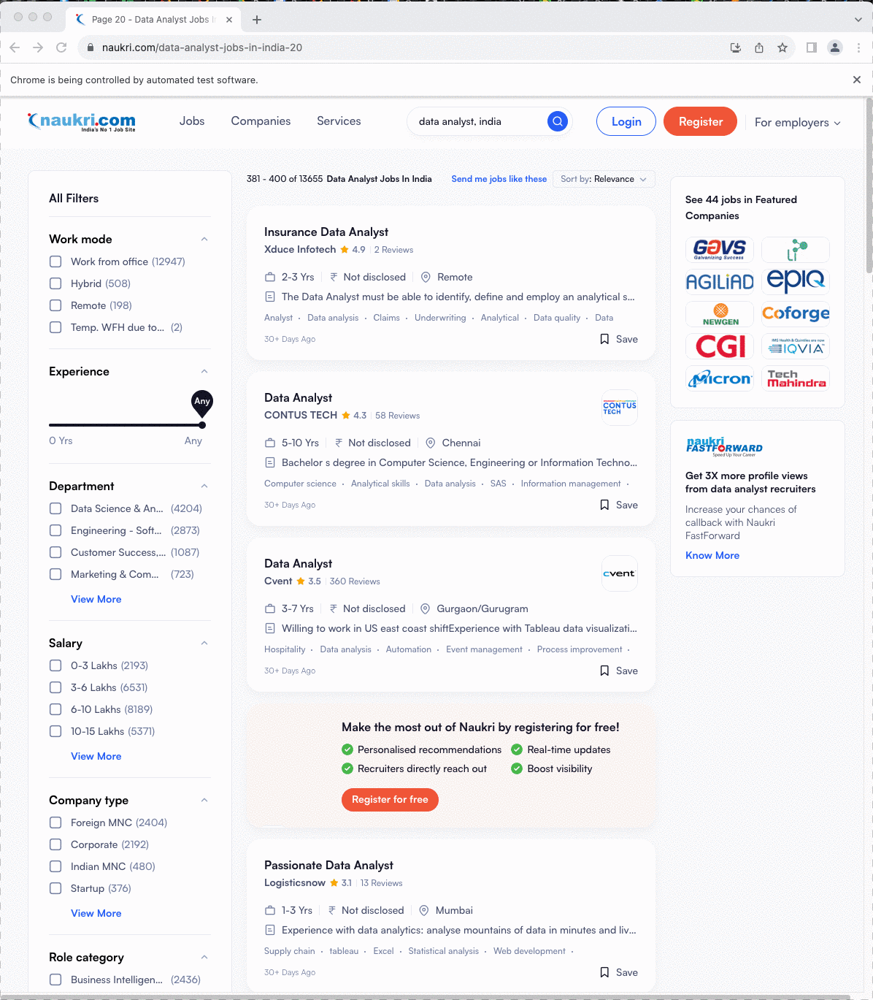 Page 20 - Data Analyst Jobs I
naukri.com/data-analyst-jobs-in-india-20
Chrome is being controlled by automated test software.
naukri.com
India's No 1 Job Site
Jobs
Companies
Services
data analyst, india
Login
Register
For employers
All Filters
Work mode
Work from office (12947)
Hybrid (508)
Remote (198)
Temp. WFH due to... (2)
Experience
Any
0 Yrs Any
Department
Data Science & An... (4204)
Engineering - Soft... (2873)
Customer Success,... (1087)
Marketing & Com... (723)
View More
Salary
0-3 Lakhs (2193)
3-6 Lakhs (6531)
6-10 Lakhs (8189)
10-15 Lakhs (5371)
View More
Company type
Foreign MNC (2404)
Corporate (2192)
Indian MNC (480)
Startup (376)
View More
Role category
Business Intelligen... (2436)
381 - 400 of 13655 Data Analyst Jobs In India
Send me jobs like these
Sort by: Relevance
Insurance Data Analyst
Xduce Infotech 4.9 2 Reviews
2-3 Yrs ₹ Not disclosed Remote
The Data Analyst must be able to identify, define and employ an analytical s...
Analyst · Data analysis · Claims · Underwriting · Analytical · Data quality · Data
30+ Days Ago Save
Data Analyst
CONTUS TECH 4.3 58 Reviews
CONTUS
TECH
5-10 Yrs ₹ Not disclosed Chennai
Bachelor s degree in Computer Science, Engineering or Information Techno...
Computer science · Analytical skills · Data analysis · SAS · Information management ·
30+ Days Ago Save
Data Analyst
Cvent 3.5 360 Reviews
cvent
3-7 Yrs ₹ Not disclosed Gurgaon/Gurugram
Willing to work in US east coast shiftExperience with Tableau data visualizati...
Hospitality · Data analysis · Automation · Event management · Process improvement ·
30+ Days Ago Save
Make the most out of Naukri by registering for free!
Personalised recommendations Real-time updates
Recruiters directly reach out Boost visibility
Register for free
Passionate Data Analyst
Logisticsnow 3.1 13 Reviews
1-3 Yrs ₹ Not disclosed Mumbai
Experience with data analytics: analyse mountains of data in minutes and liv...
Supply chain · tableau · Excel · Statistical analysis · Web development ·
30+ Days Ago Save
See 44 jobs in Featured
Companies
GAVS
Galvanizing Success
Li
AGILIAD
epiq
NEWGEN
Coforge
CGI
IMS Health & Quintiles are now
IQVIA
Micron
Tech
Mahindra
naukri
FASTFORWARD
Speed Up Your Career
Get 3X more profile views
from data analyst recruiters
Increase your chances of
callback with Naukri
FastForward
Know More